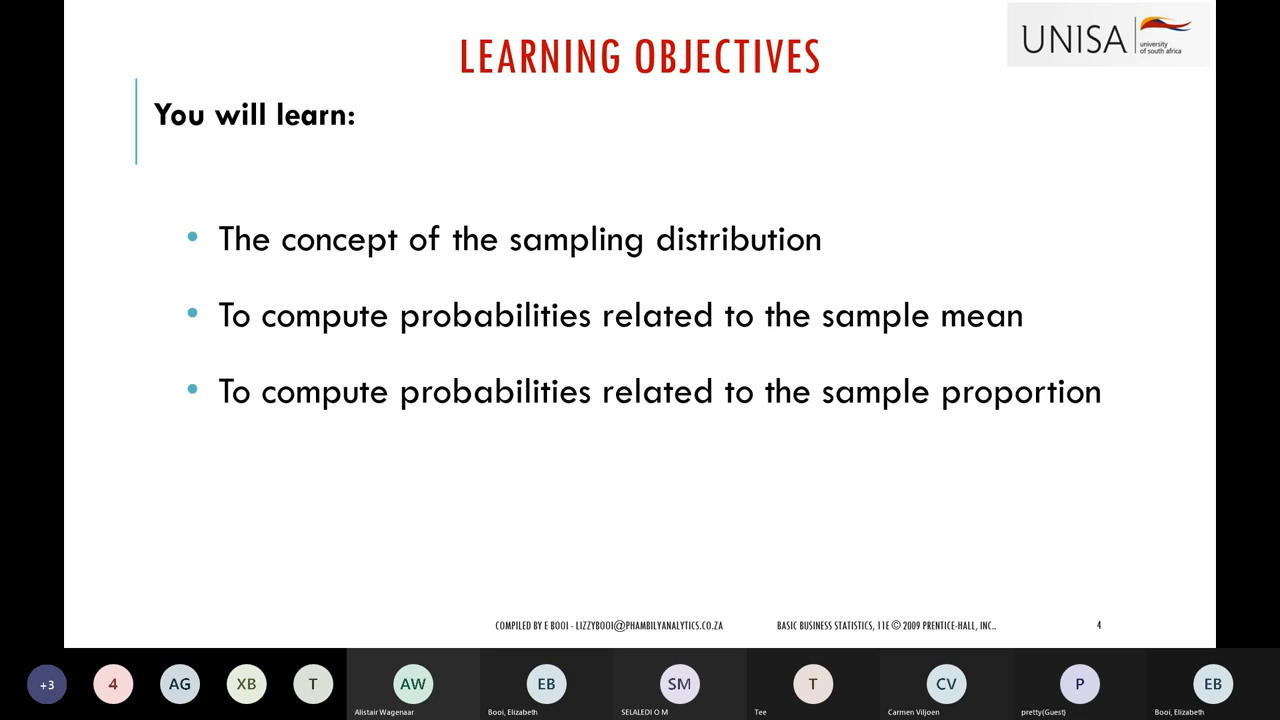 LEARNING OBJECTIVES
UNISA
university
of south africa
You will learn:
• The concept of the sampling distribution
• To compute probabilities related to the sample mean
• To compute probabilities related to the sample proportion
COMPILED BY E BOOI - LIZZYBOOI@PHAMBILYANALYTICS.CO.ZA
BASIC BUSINESS STATISTICS, 11E © 2009 PRENTICE-HALL, INC..
4
+3
4
AG
XB
T
AW
EB
SM
T
CV
P
EB
Alistair Wagenaar
Booi, Elizabeth
SELALEDI O M
Tee
Carmen Viljoen
pretty(Guest)
Booi, Elizabeth